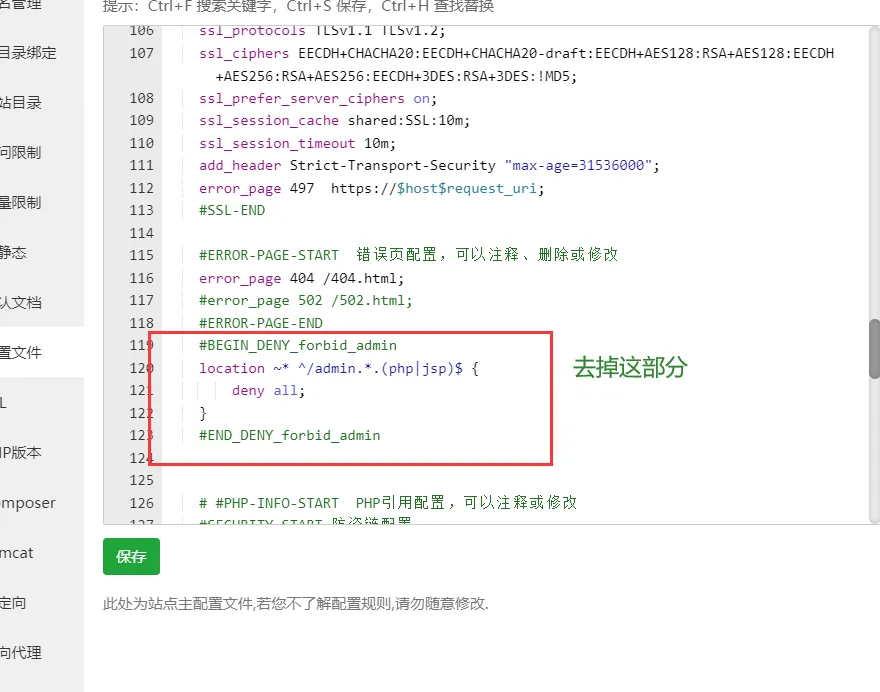 提示：Ctrl+F 搜索关键字，Ctrl+S 保存，Ctrl+H 查找替换
名管理
目录绑定
站目录
问限制
量限制
静态
认文档
置文件
L
IP版本
omposer
mcat
定向
向代理
106 ssl_protocols TLSv1.1 TLSv1.2;
107 ssl_ciphers EECDH+CHACHA20:EECDH+CHACHA20-draft:EECDH+AES128:RSA+AES128:EECDH
+AES256:RSA+AES256:EECDH+3DES:RSA+3DES:!MD5;
108 ssl_prefer_server_ciphers on;
109 ssl_session_cache shared:SSL:10m;
110 ssl_session_timeout 10m;
111 add_header Strict-Transport-Security "max-age=31536000";
112 error_page 497  https://$host$request_uri;
113 #SSL-END
114
115 #ERROR-PAGE-START  错误页配置，可以注释、删除或修改
116 error_page 404 /404.html;
117 #error_page 502 /502.html;
118 #ERROR-PAGE-END
119 #BEGIN_DENY_forbid_admin
120 location ~* ^/admin.*.(php|jsp)$ {
121 deny all;
122 }
123 #END_DENY_forbid_admin
124
125
126 # #PHP-INFO-START  PHP引用配置，可以注释或修改
127 #SECURITY-START 防盗链配置
去掉这部分
保存
此处为站点主配置文件,若您不了解配置规则,请勿随意修改.